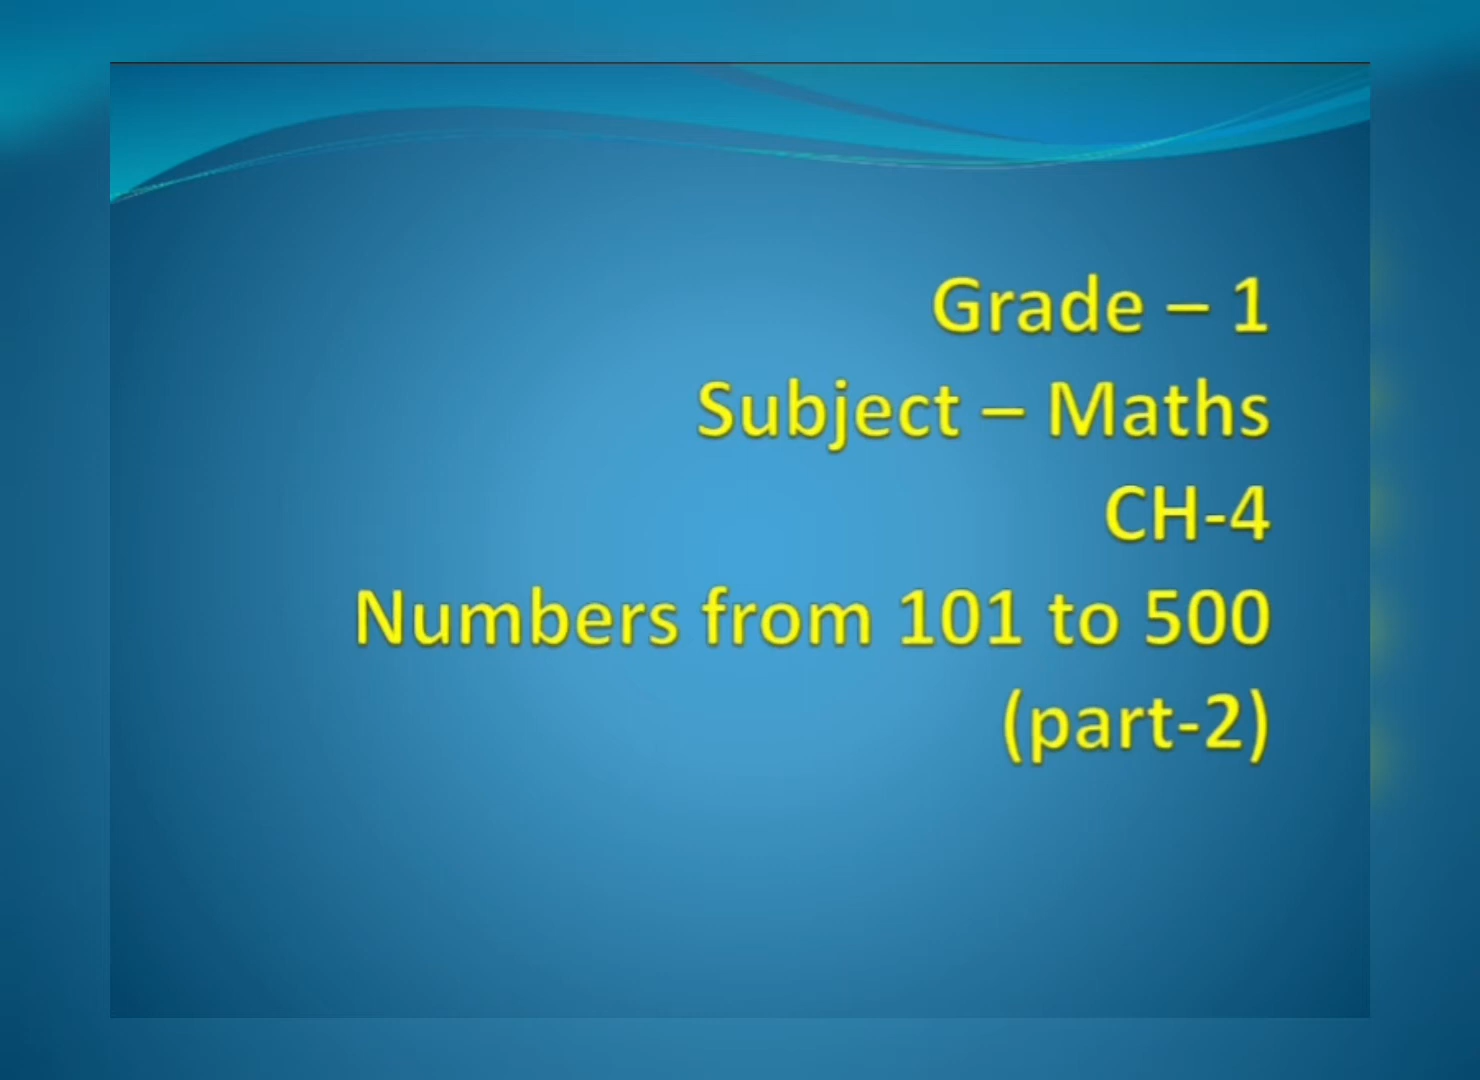 Grade – 1
Subject – Maths
CH-4
Numbers from 101 to 500
(part-2)